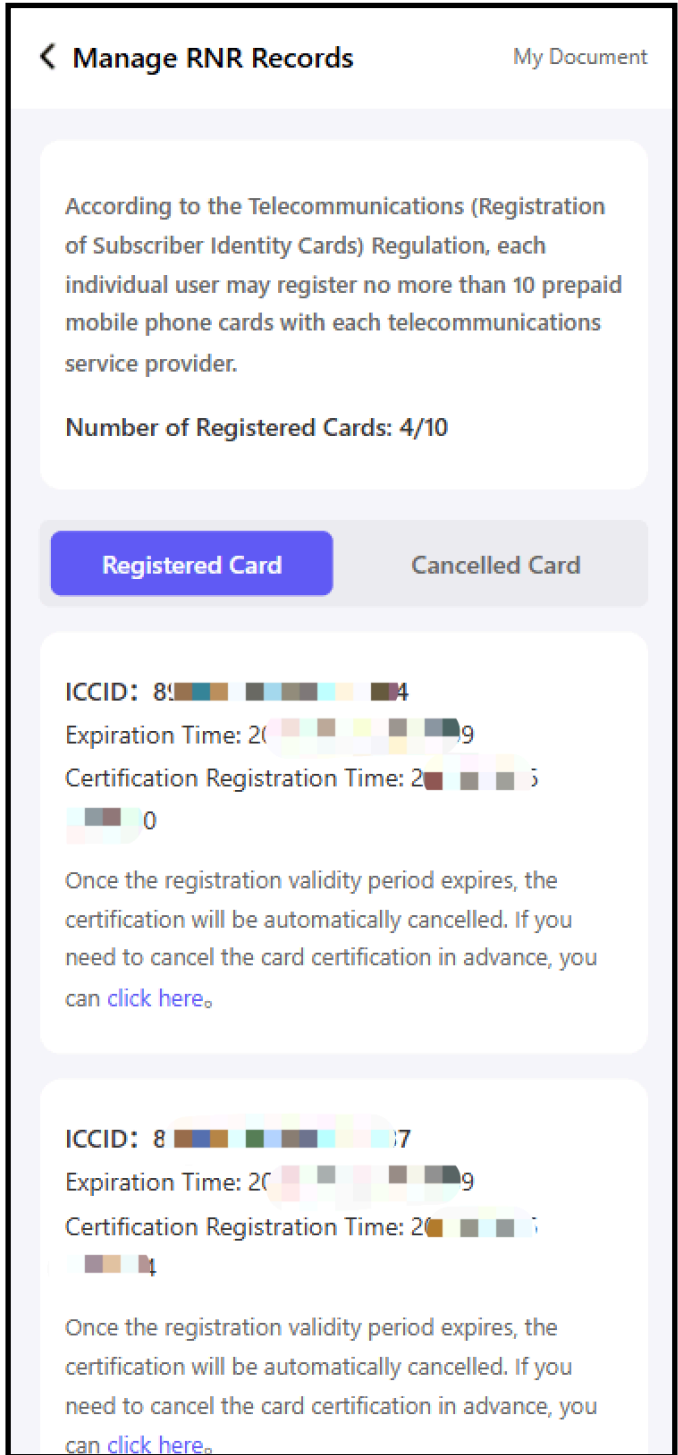 Manage RNR Records
My Document
According to the Telecommunications (Registration
of Subscriber Identity Cards) Regulation, each
individual user may register no more than 10 prepaid
mobile phone cards with each telecommunications
service provider.
Number of Registered Cards: 4/10
Registered Card
Cancelled Card
ICCID：
Expiration Time:
Certification Registration Time:
Once the registration validity period expires, the
certification will be automatically cancelled. If you
need to cancel the card certification in advance, you
can click here。
ICCID：
Expiration Time:
Certification Registration Time:
Once the registration validity period expires, the
certification will be automatically cancelled. If you
need to cancel the card certification in advance, you
can click here。